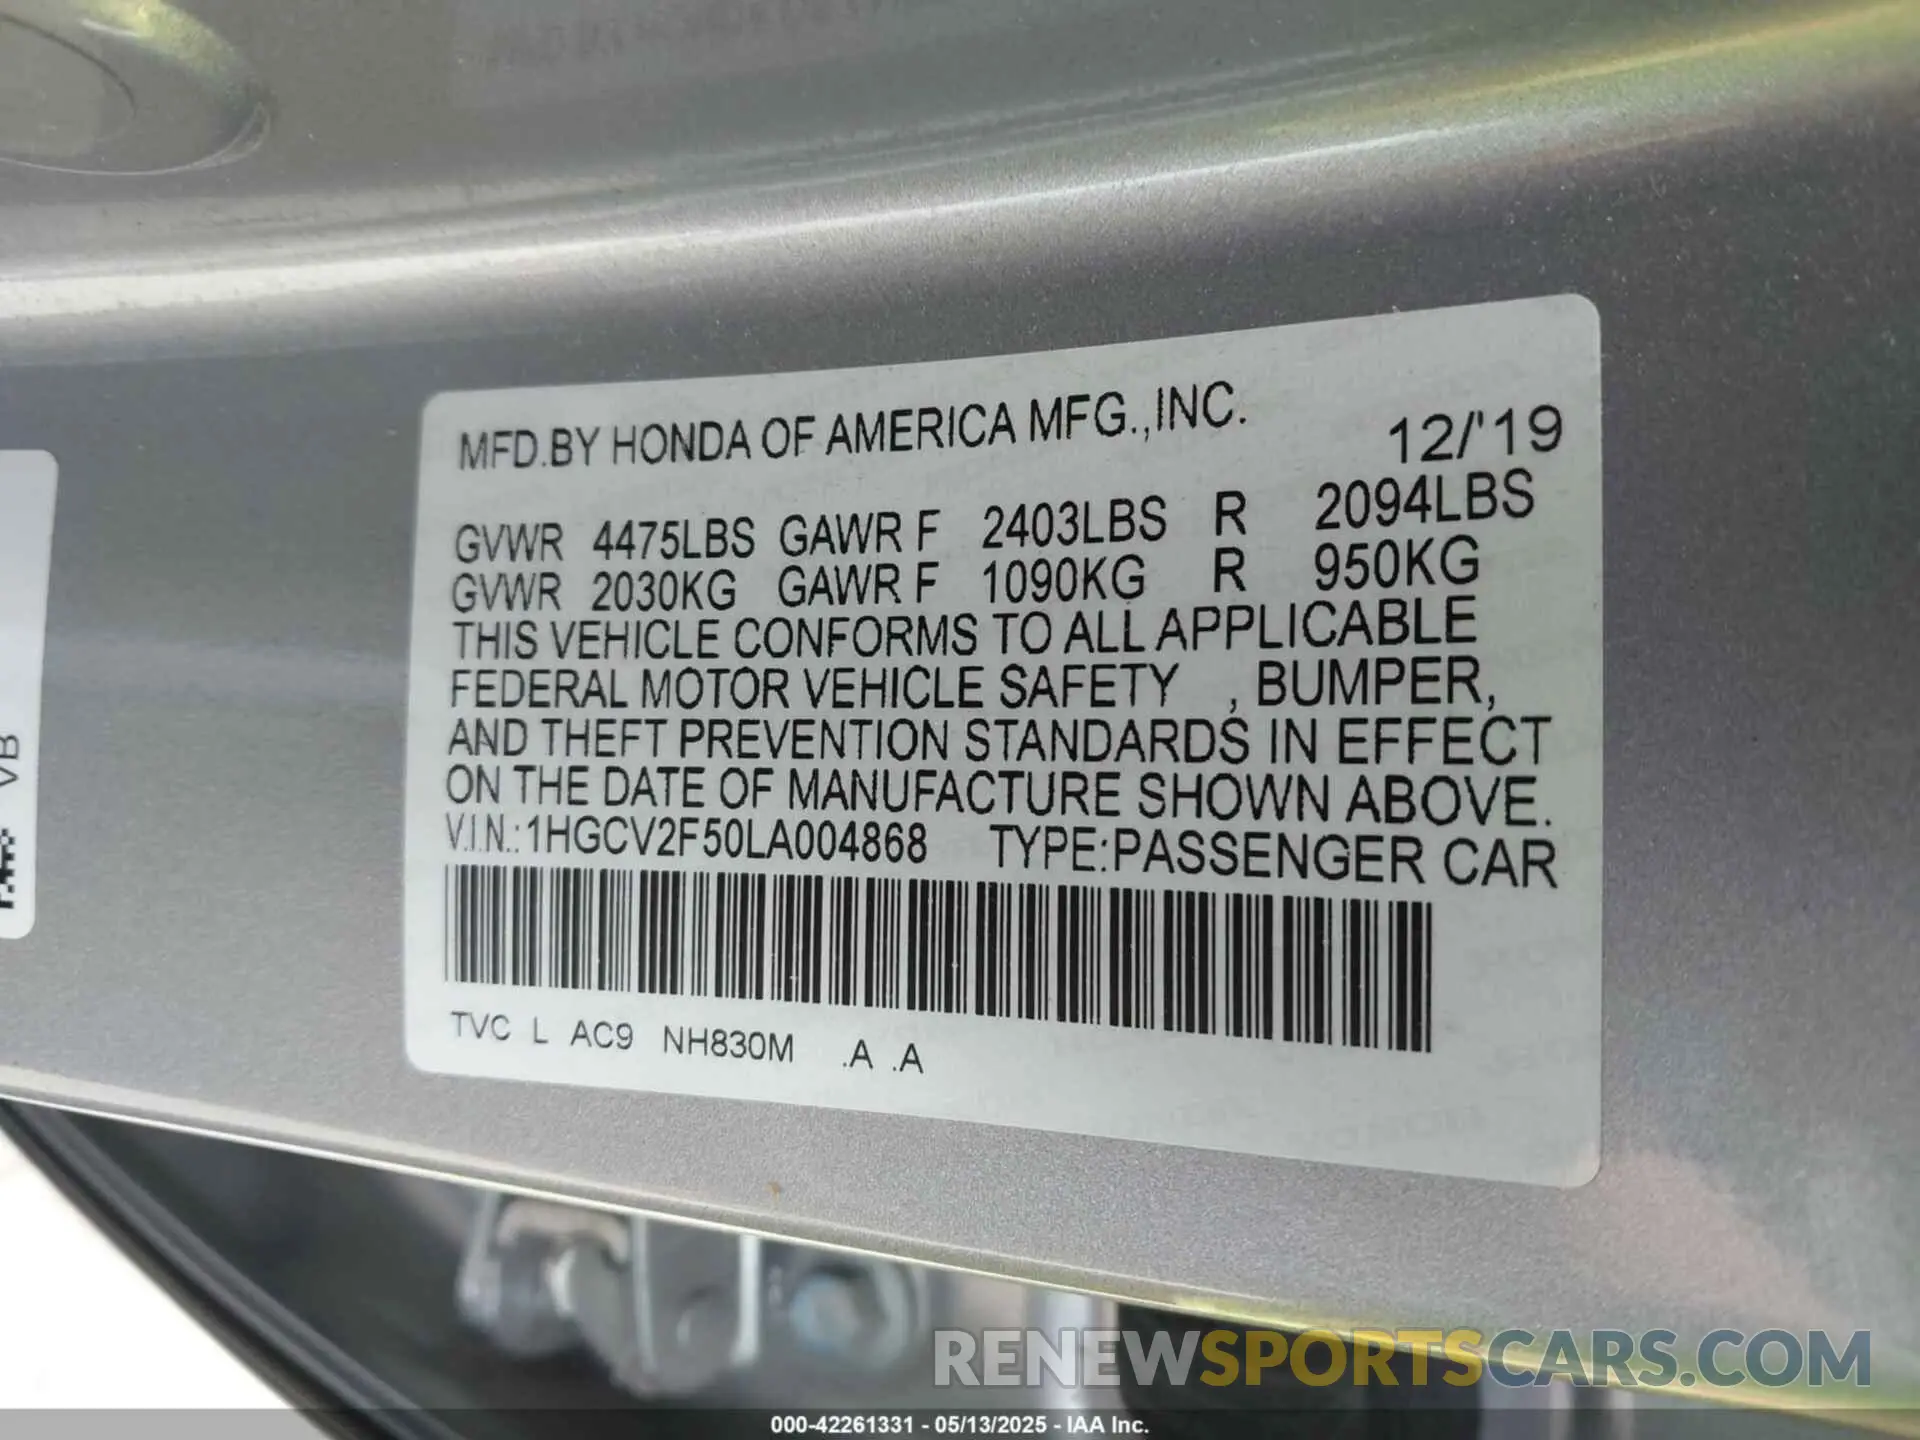 MFD.BY HONDA OF AMERICA MFG.,INC.
12/'19
GVWR 4475LBS GAWR F 2403LBS R 2094LBS
GVWR 2030KG GAWR F 1090KG R 950KG
THIS VEHICLE CONFORMS TO ALL APPLICABLE
FEDERAL MOTOR VEHICLE SAFETY , BUMPER,
AND THEFT PREVENTION STANDARDS IN EFFECT
ON THE DATE OF MANUFACTURE SHOWN ABOVE.
V.I.N.:1HGCV2F50LA004868 TYPE:PASSENGER CAR
TVC L AC9 NH830M .A .A
VB
RENEWSPORTSCARS.COM
000-42261331 - 05/13/2025 - IAA Inc.